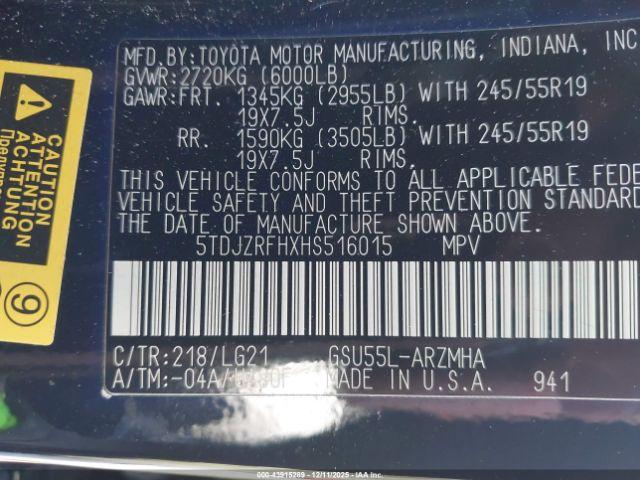 MFD.BY:TOYOTA MOTOR MANUFACTURING, INDIANA, INC
GVWR:2720KG (6000LB)
GAWR:FRT. 1345KG (2955LB) WITH 245/55R19
19X7.5J RIMS.
RR. 1590KG (3505LB) WITH 245/55R19
19X7.5J RIMS.
THIS VEHICLE CONFORMS TO ALL APPLICABLE FEDE
VEHICLE SAFETY AND THEFT PREVENTION STANDARD
THE DATE OF MANUFACTURE SHOWN ABOVE.
5TDJZRFHXHS516015 MPV
C/TR:218/LG21 GSU55L-ARZMHA
A/TM:-04A/ MADE IN USA 941
CAUTION
ATTENTION
ACHTUNG
9
000-43915289 - 12/11/2025 - IAAI.COM